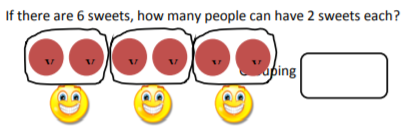 If there are 6 sweets, how many people can have 2 sweets each?